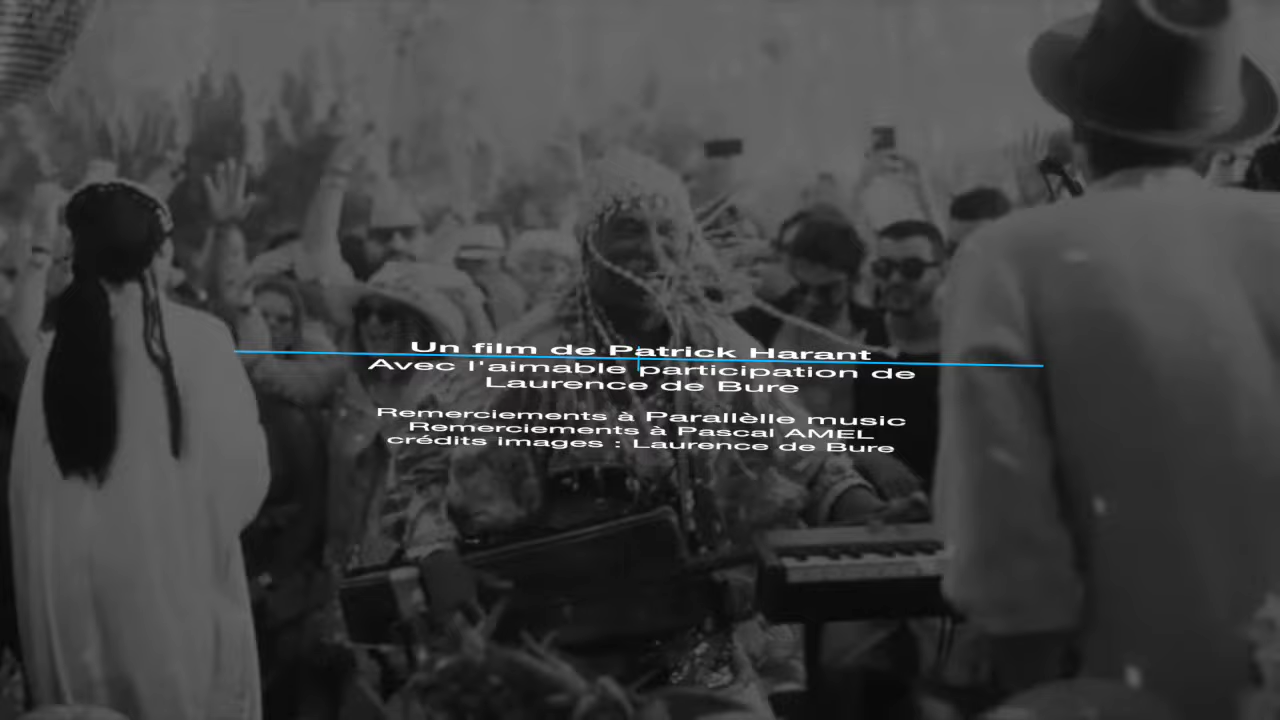 Un film de Patrick Harant
Avec l'aimable participation de
Laurence de Bure
Remerciements à Parallèlle music
Remerciements à Pascal AMEL
crédits images : Laurence de Bure